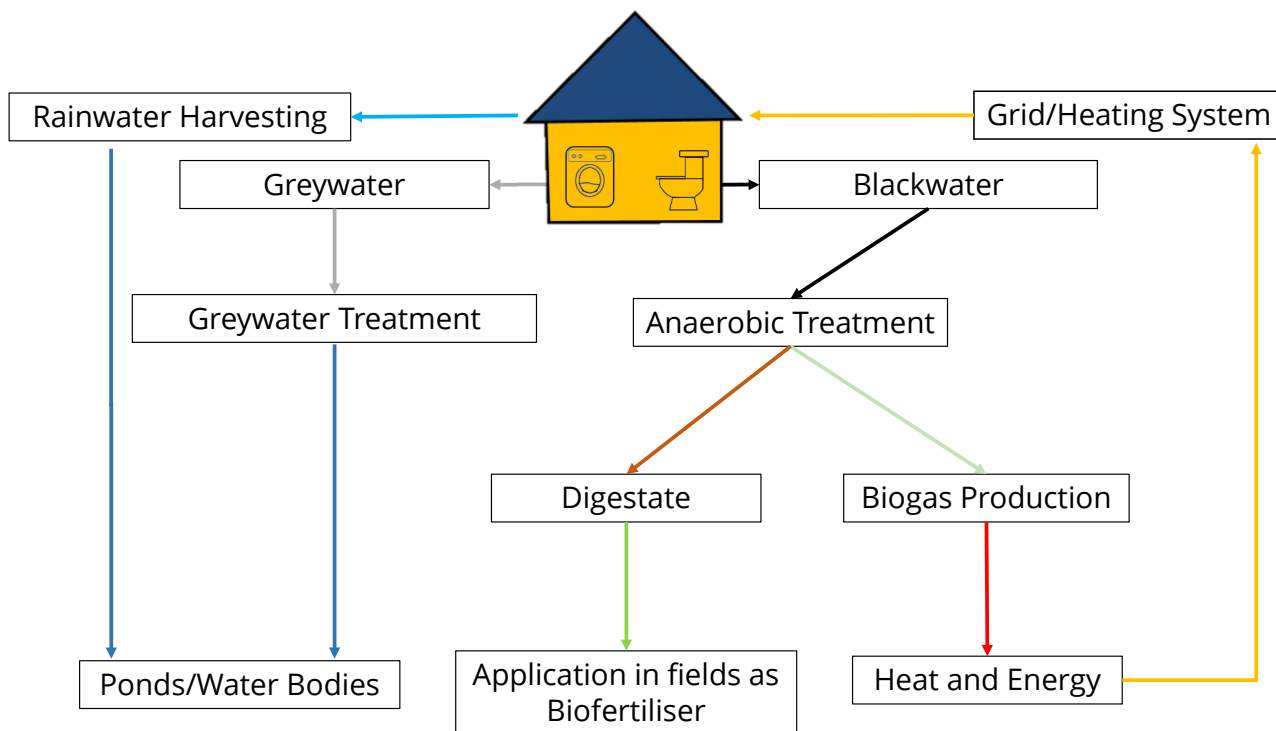 Rainwater Harvesting
Grid/Heating System
Greywater
Blackwater
Greywater Treatment
Anaerobic Treatment
Digestate
Biogas Production
Ponds/Water Bodies
Application in fields as
Biofertiliser
Heat and Energy